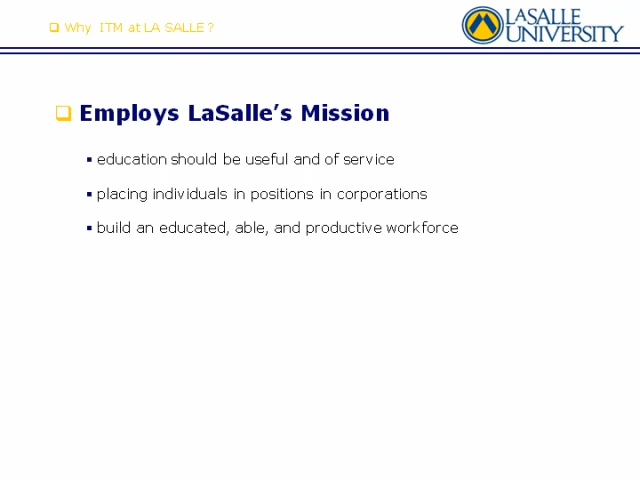 Why ITM at LA SALLE ?
LASALLE
UNIVERSITY
Employs LaSalle’s Mission
education should be useful and of service
placing individuals in positions in corporations
build an educated, able, and productive workforce